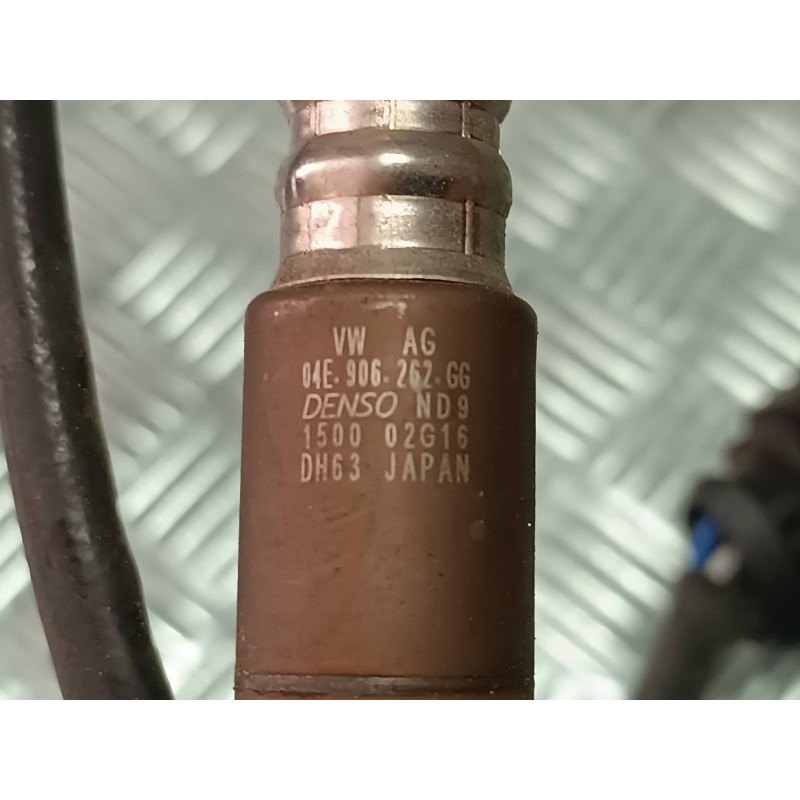 VW AG
04E-906-262-GG
DENSO ND9
1500 02G16
DH63 JAPAN